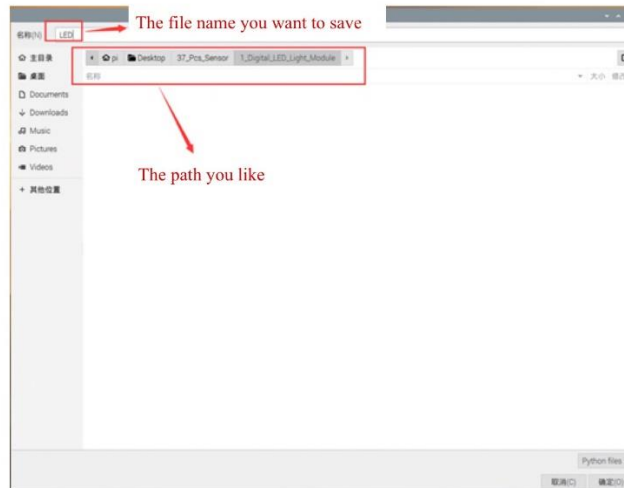 The file name you want to save
名称(N) LED
主目录 pi Desktop 37_Pcs_Sensor 1_Digital_LED_Light_Module
桌面 名称 大小
Documents
Downloads
Music
Pictures
Videos
The path you like
+ 其他位置
Python files
取消(C) 确定(O)